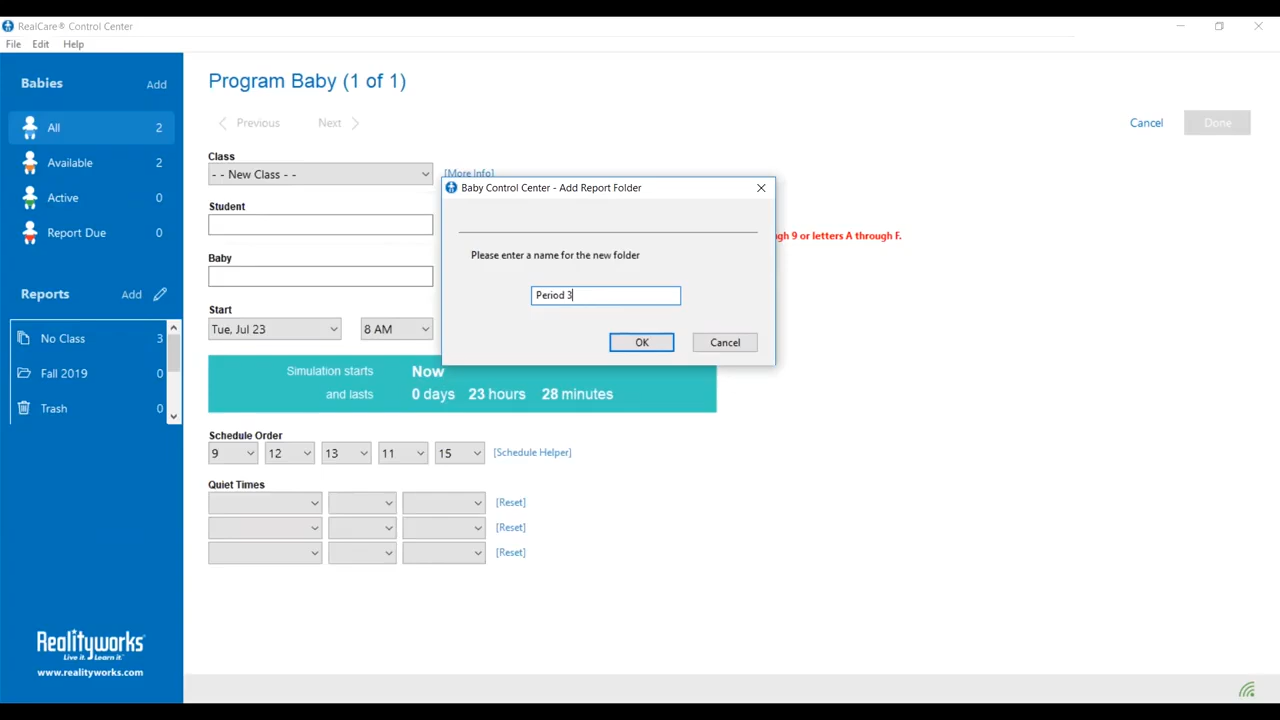 RealCare® Control Center
File Edit Help
Babies Add
All 2
Available 2
Active 0
Report Due 0
Reports Add
No Class 3
Fall 2019 0
Trash 0
Realityworks®
Live it. Learn it.™
www.realityworks.com
Program Baby (1 of 1)
Previous Next Cancel Done
Class
- - New Class - - [More Info]
Student
Baby
Start
Tue, Jul 23 8 AM
Baby Control Center - Add Report Folder
Please enter a name for the new folder
Period 3
OK Cancel
9 or letters A through F.
Simulation starts Now
and lasts 0 days 23 hours 28 minutes
Schedule Order
9 12 13 11 15 [Schedule Helper]
Quiet Times
[Reset]
[Reset]
[Reset]